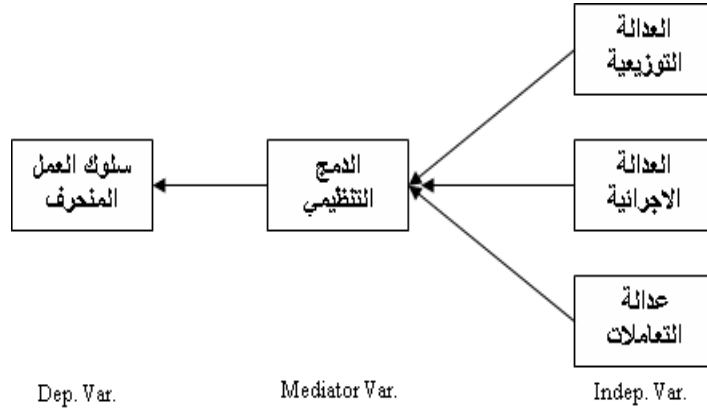 العدالة
التوزيعية
العدالة
الاجرائية
عدالة
التعاملات
الدمج
التنظيمي
سلوك العمل
المنحرف
Dep. Var.
Mediator Var.
Indep. Var.